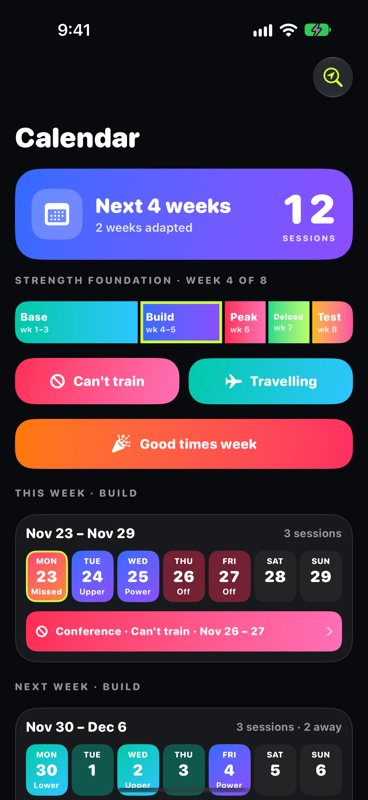 9:41
Calendar
Next 4 weeks
2 weeks adapted
12
SESSIONS
STRENGTH FOUNDATION · WEEK 4 OF 8
Base
wk 1–3
Build
wk 4–5
Peak
wk 6
Deload
wk 7
Test
wk 8
Can't train
Travelling
Good times week
THIS WEEK · BUILD
Nov 23 – Nov 29
3 sessions
MON
23
Missed
TUE
24
Upper
WED
25
Power
THU
26
Off
FRI
27
Off
SAT
28
SUN
29
Conference · Can't train · Nov 26 – 27
NEXT WEEK · BUILD
Nov 30 – Dec 6
3 sessions · 2 away
MON
30
Lower
TUE
1
WED
2
Upper
THU
3
FRI
4
Power
SAT
5
SUN
6